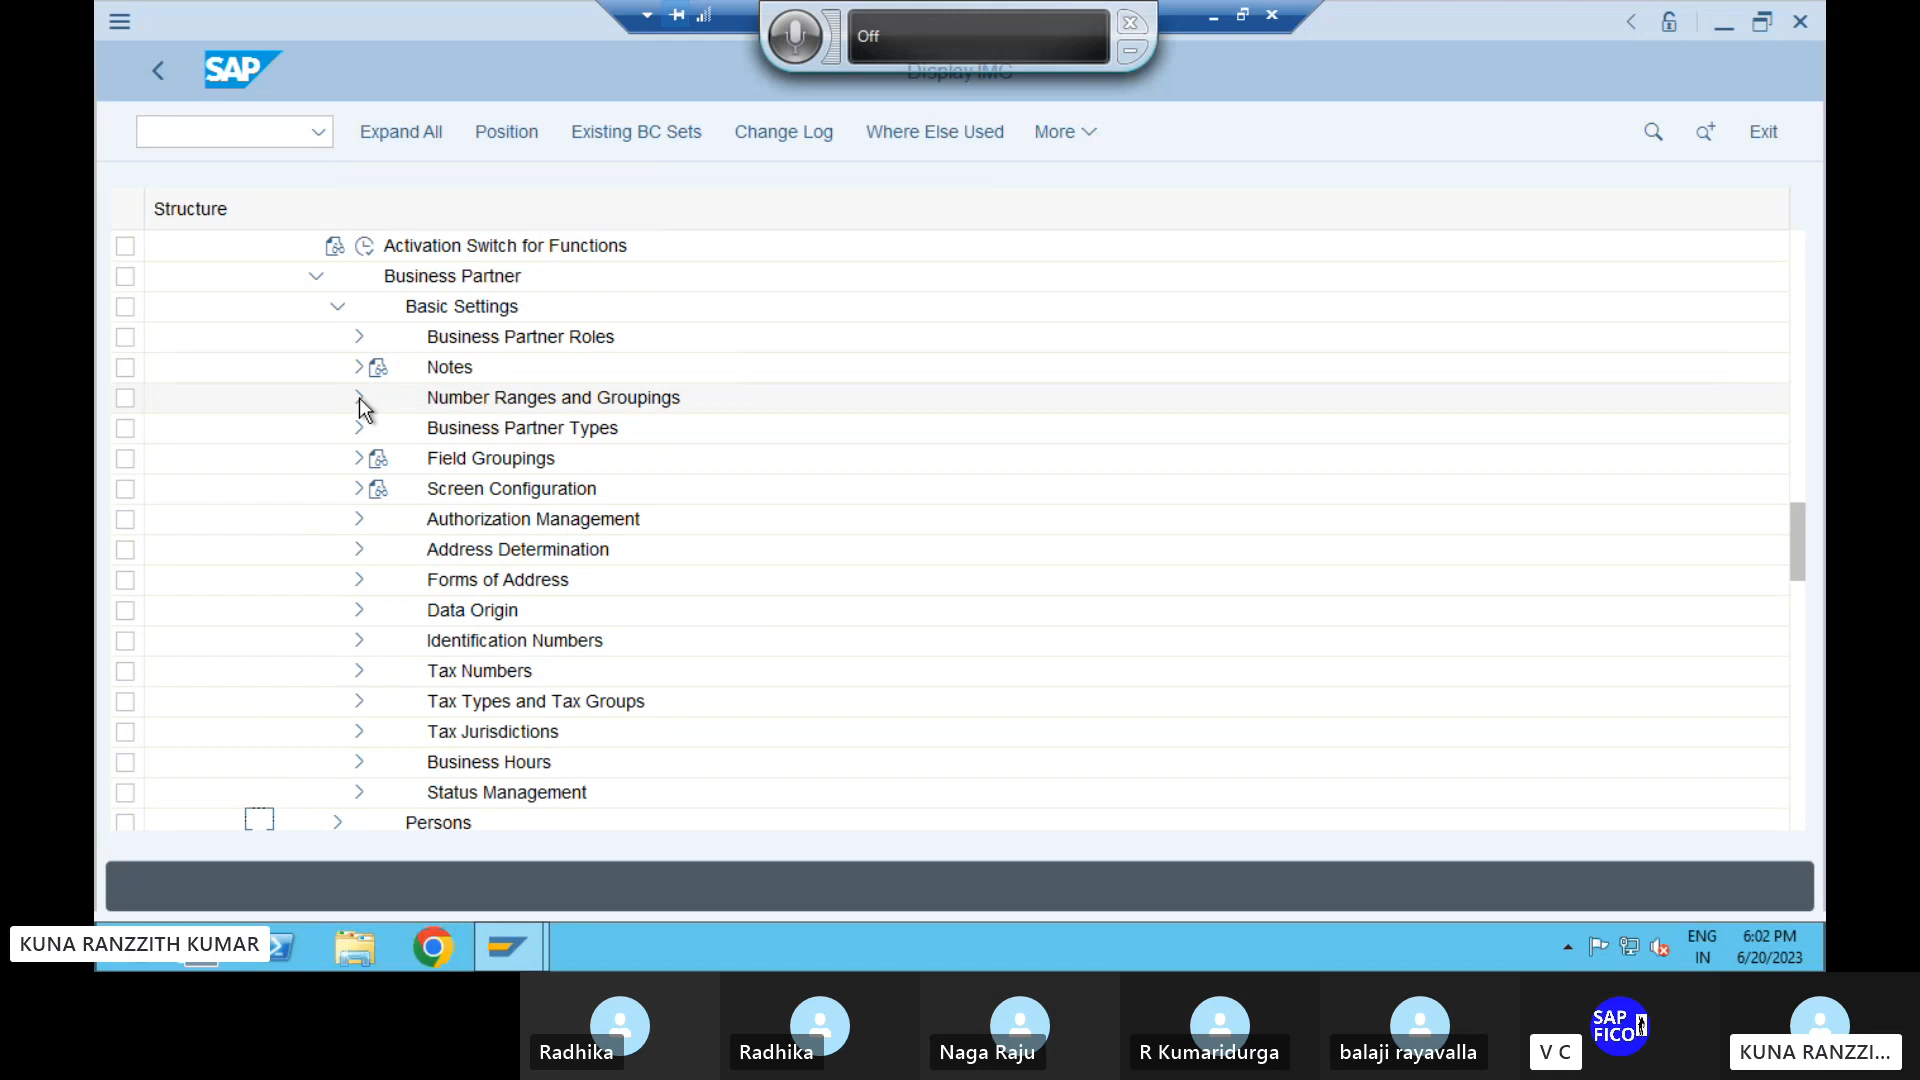 Off
SAP
Display IMG
Expand All
Position
Existing BC Sets
Change Log
Where Else Used
More
Exit
Structure
Activation Switch for Functions
Business Partner
Basic Settings
Business Partner Roles
Notes
Number Ranges and Groupings
Business Partner Types
Field Groupings
Screen Configuration
Authorization Management
Address Determination
Forms of Address
Data Origin
Identification Numbers
Tax Numbers
Tax Types and Tax Groups
Tax Jurisdictions
Business Hours
Status Management
Persons
KUNA RANZZITH KUMAR
ENG
IN
6:02 PM
6/20/2023
Radhika
Radhika
Naga Raju
R Kumaridurga
balaji rayavalla
SAP
FICO
V C
KUNA RANZZI...